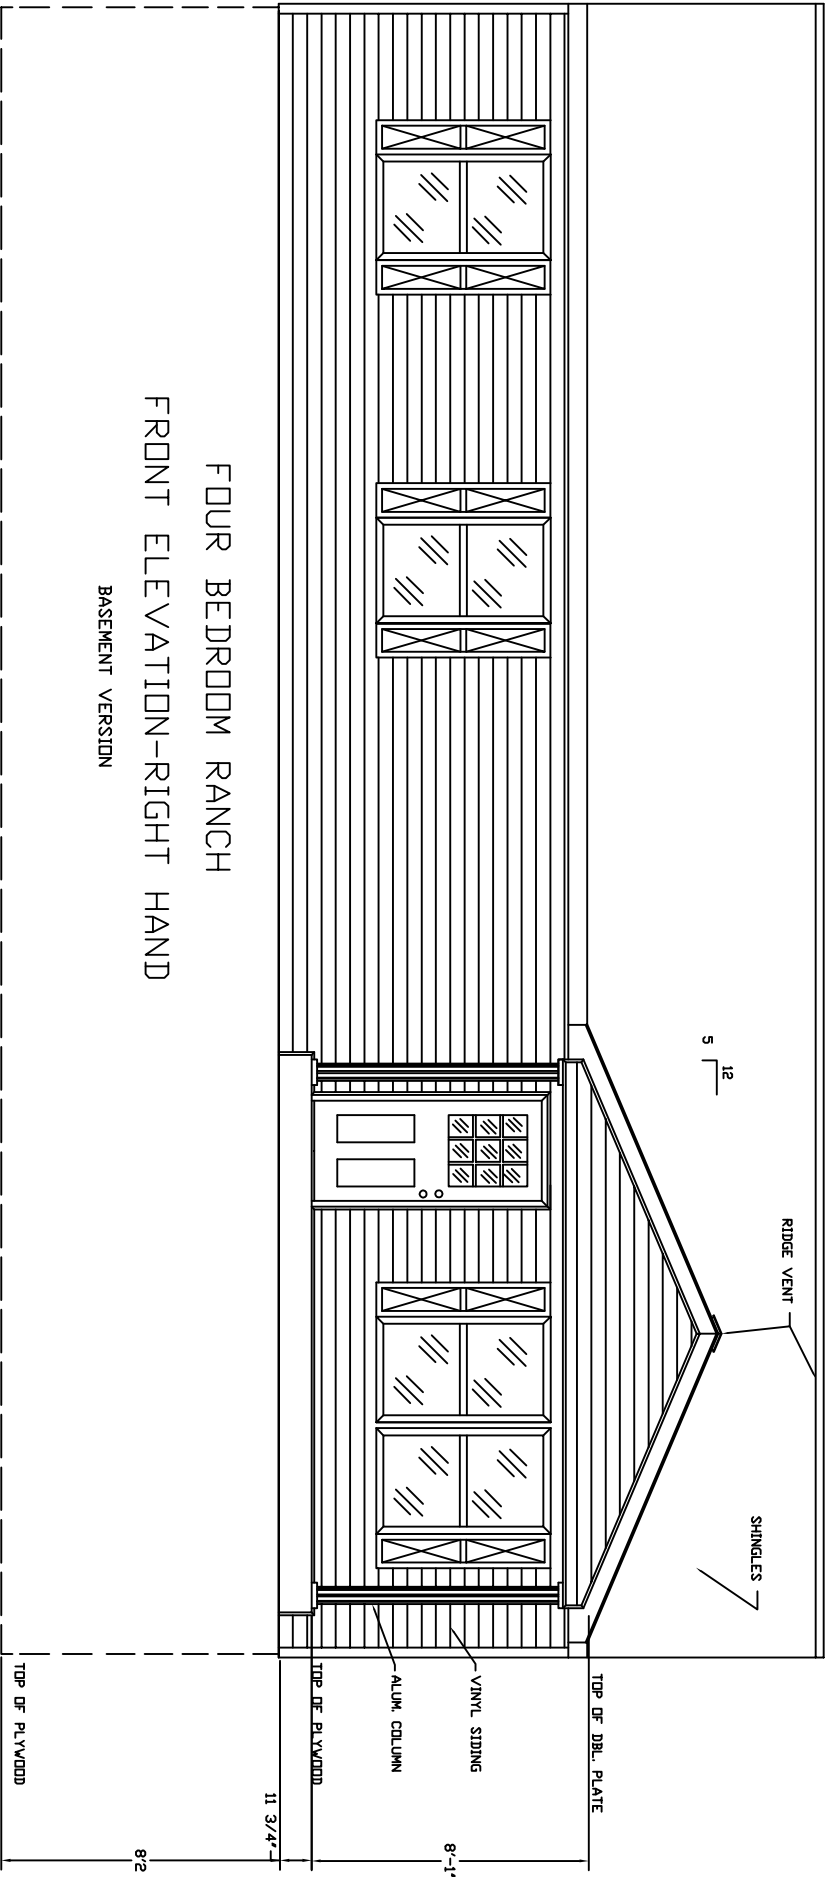 RIDGE VENT
SHINGLES
12
5
TOP OF DBL. PLATE
VINYL SIDING
ALUM. COLUMN
8'-1"
TOP OF PLYWOOD
11 3/4"
FOUR BEDROOM RANCH
FRONT ELEVATION-RIGHT HAND
BASEMENT VERSION
8'2
TOP OF PLYWOOD